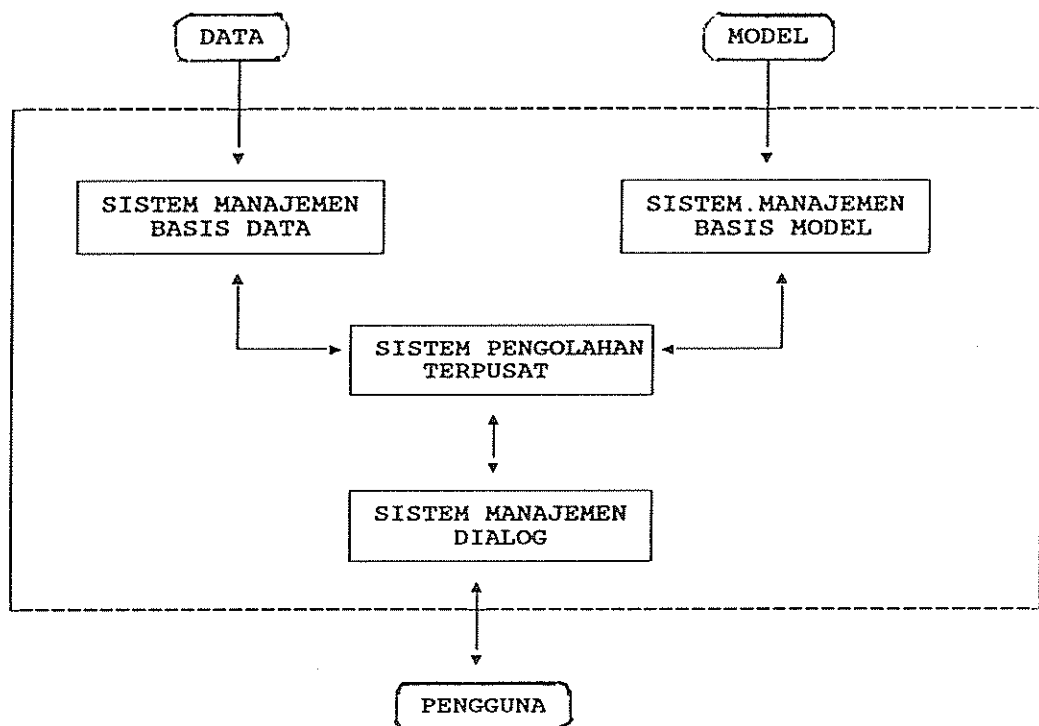 DATA
MODEL
SISTEM MANAJEMEN
BASIS DATA
SISTEM.MANAJEMEN
BASIS MODEL
SISTEM PENGOLAHAN
TERPUSAT
SISTEM MANAJEMEN
DIALOG
PENGGUNA